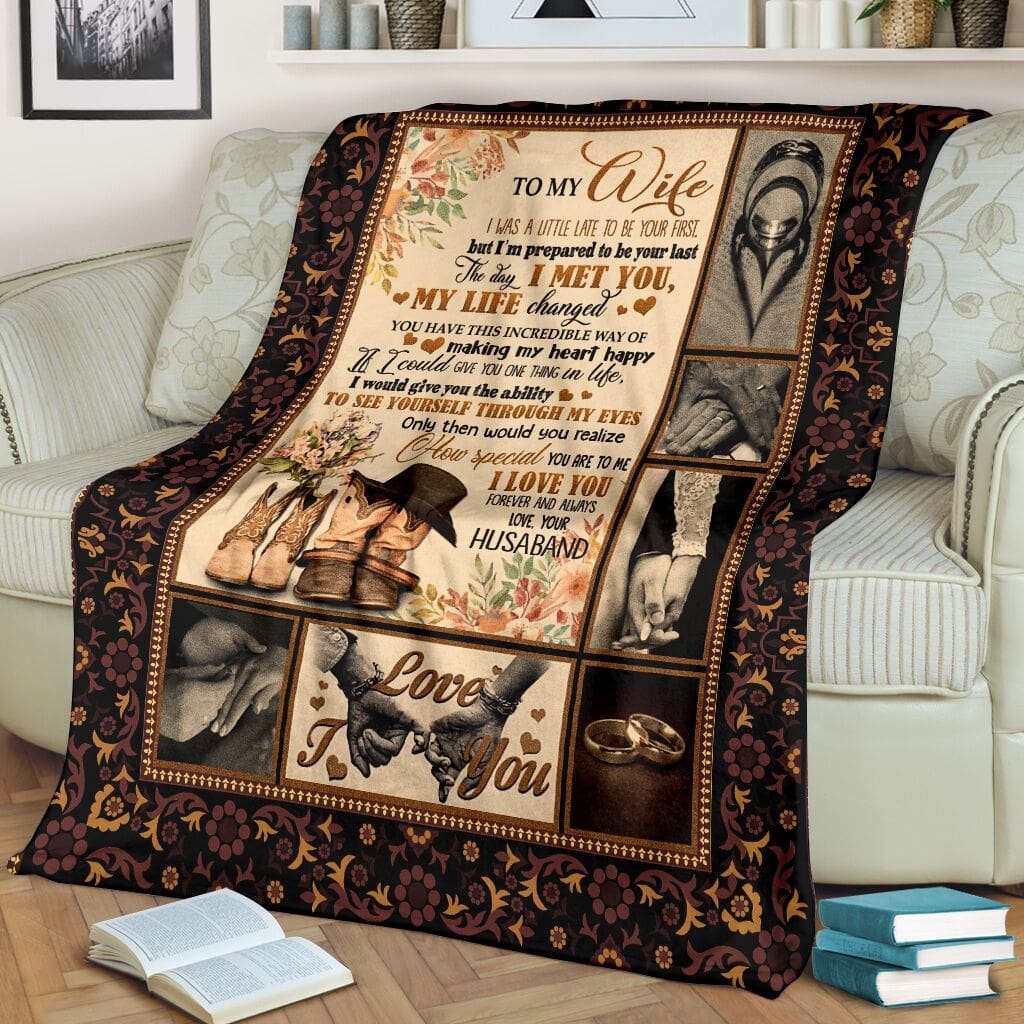 TO MY Wife
I WAS A LITTLE LATE TO BE YOUR FIRST,
but I'm prepared to be your last
The day I MET YOU,
MY LIFE changed
YOU HAVE THIS INCREDIBLE WAY OF
making my heart happy
If I could GIVE YOU ONE THING in life,
I would give you the ability
TO SEE YOURSELF THROUGH MY EYES
Only then would you realize
How special YOU ARE TO ME
I LOVE YOU
FOREVER AND ALWAYS
LOVE, YOUR
HUSABAND
I Love You